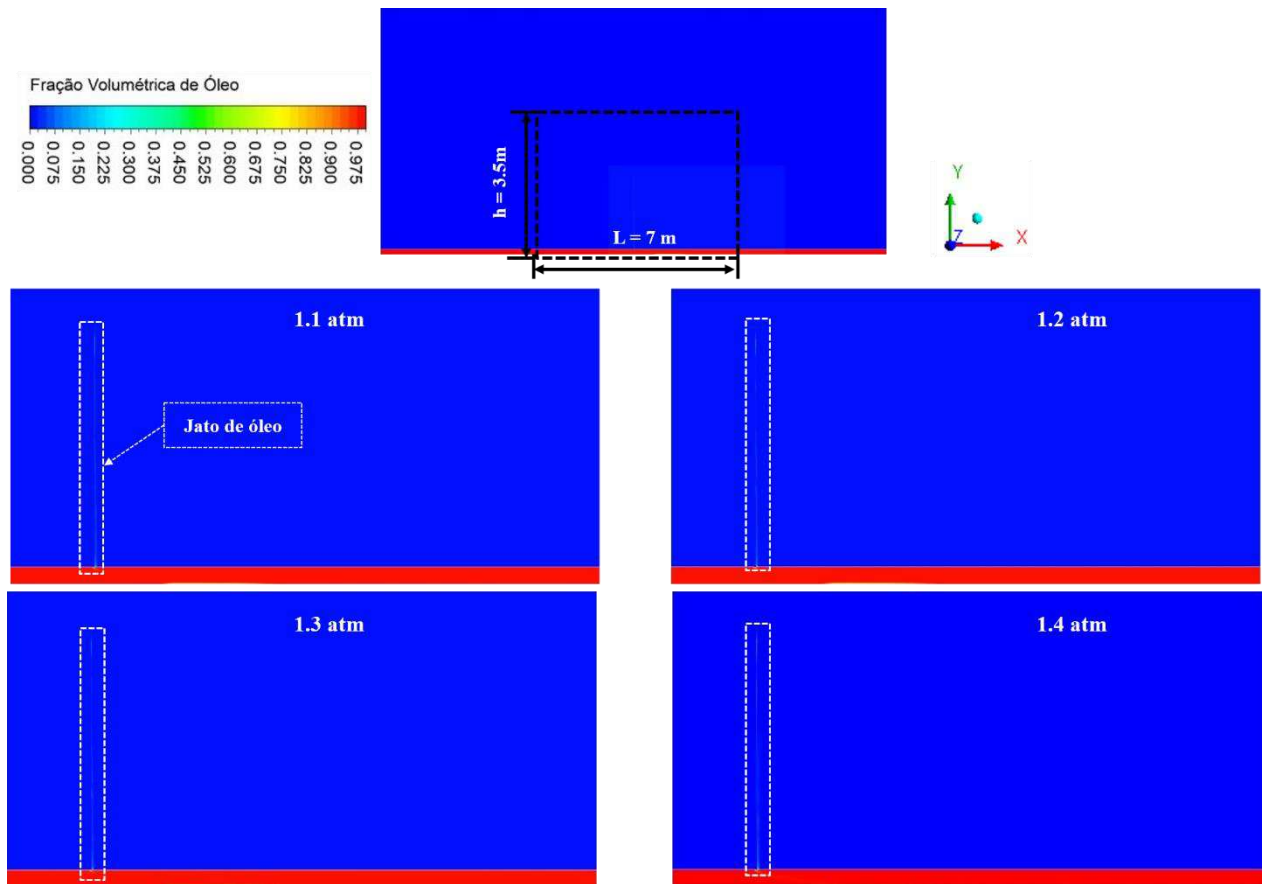 Fração Volumétrica de Óleo
0.000
0.075
0.150
0.225
0.300
0.375
0.450
0.525
0.600
0.675
0.750
0.825
0.900
0.975
h = 3.5m
L = 7 m
Y
Z
X
1.1 atm
Jato de óleo
1.2 atm
1.3 atm
1.4 atm